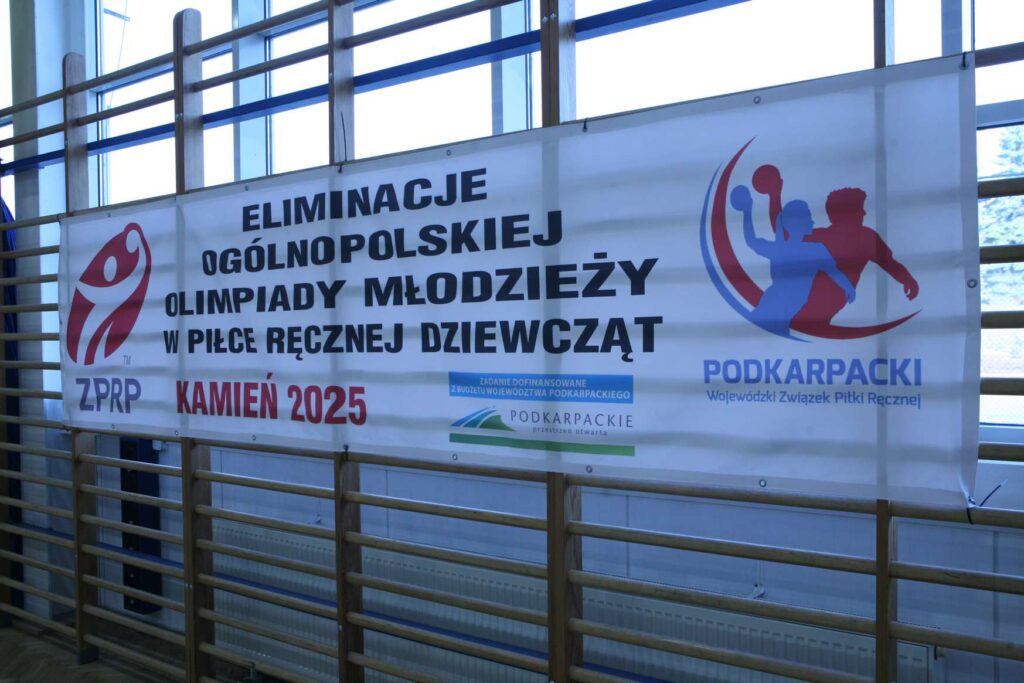 ELIMINACJE
OGÓLNOPOLSKIEJ
OLIMPIADY MŁODZIEŻY
W PIŁCE RĘCZNEJ DZIEWCZĄT
KAMIEŃ 2025
TM
ZPRP
ZADANIE DOFINANSOWANE
Z BUDŻETU WOJEWÓDZTWA PODKARPACKIEGO
PODKARPACKIE
przestrzeń otwarta
PODKARPACKI
Wojewódzki Związek Piłki Ręcznej